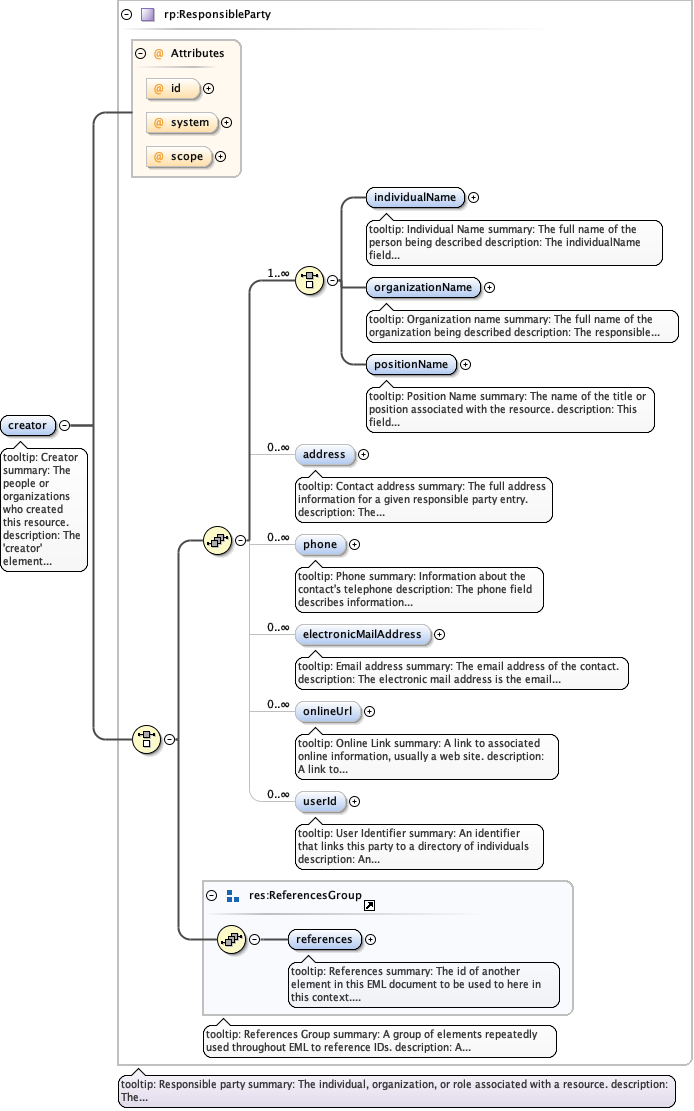 rp:ResponsibleParty
@ Attributes
@ id
@ system
@ scope
individualName
tooltip: Individual Name summary: The full name of the
person being described description: The individualName
field...
1..∞
organizationName
tooltip: Organization name summary: The full name of the
organization being described description: The responsible...
positionName
tooltip: Position Name summary: The name of the title or
position associated with the resource. description: This
field...
creator
tooltip: Creator
summary: The
people or
organizations
who created
this resource.
description: The
'creator'
element...
0..∞
address
tooltip: Contact address summary: The full address
information for a given responsible party entry.
description: The...
0..∞
phone
tooltip: Phone summary: Information about the
contact's telephone description: The phone field
describes information...
0..∞
electronicMailAddress
tooltip: Email address summary: The email address of the contact.
description: The electronic mail address is the email...
0..∞
onlineUrl
tooltip: Online Link summary: A link to associated
online information, usually a web site. description:
A link to...
0..∞
userId
tooltip: User Identifier summary: An identifier
that links this party to a directory of individuals
description: An...
res:ReferencesGroup
references
tooltip: References summary: The id of another
element in this EML document to be used to here in
this context....
tooltip: References Group summary: A group of elements repeatedly
used throughout EML to reference IDs. description: A...
tooltip: Responsible party summary: The individual, organization, or role associated with a resource. description:
The...